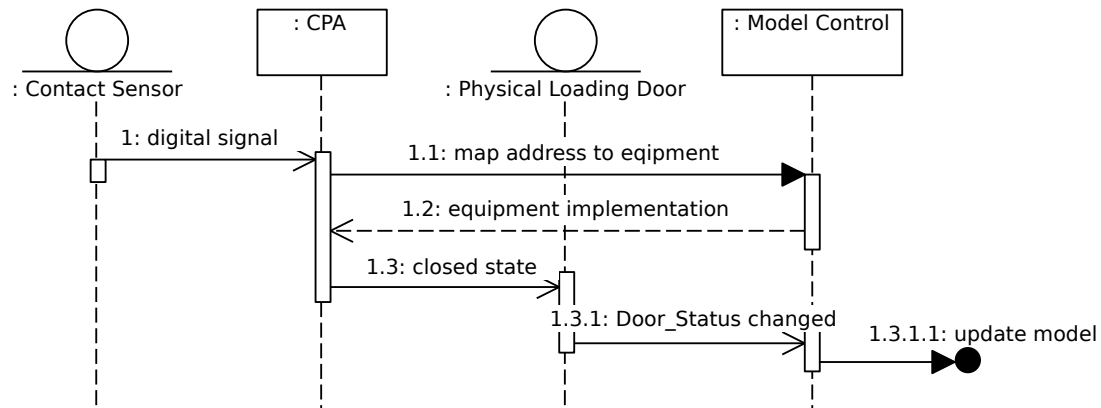 : CPA
: Model Control
: Contact Sensor
: Physical Loading Door
1: digital signal
1.1: map address to eqipment
1.2: equipment implementation
1.3: closed state
1.3.1: Door_Status changed
1.3.1.1: update model